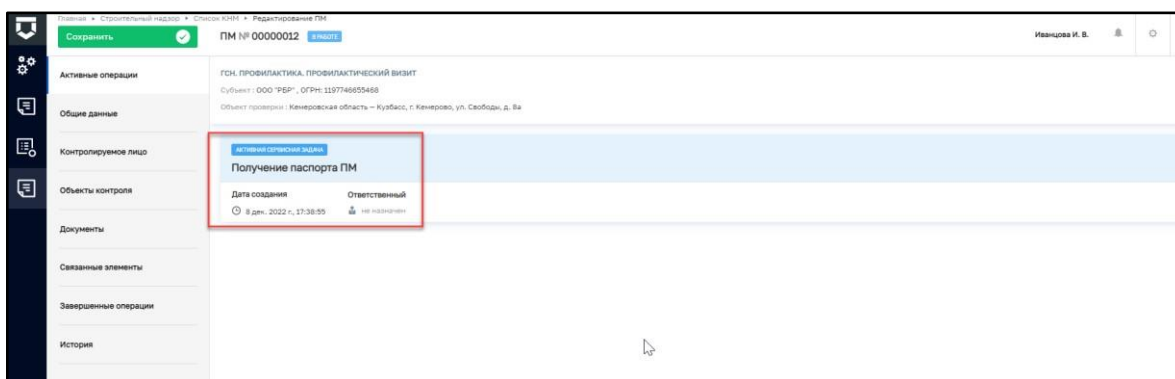 Главная • Строительный надзор • Список КНМ • Редактирование ПМ
Сохранить
ПМ № 00000012 В РАБОТЕ
Иванцова И. В.
Активные операции
Общие данные
Контролируемое лицо
Объекты контроля
Документы
Связанные элементы
Завершенные операции
История
ГСН. ПРОФИЛАКТИКА. ПРОФИЛАКТИЧЕСКИЙ ВИЗИТ
Субъект : ООО "РБР" , ОГРН: 1197746655468
Объект проверки : Кемеровская область — Кузбасс, г. Кемерово, ул. Свободы, д. 8а
АКТИВНАЯ СЕРВИСНАЯ ЗАДАЧА
Получение паспорта ПМ
Дата создания Ответственный
8 дек. 2022 г., 17:38:55 не назначен